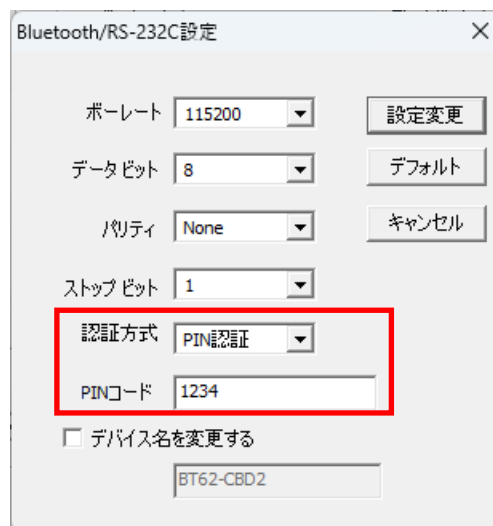 Bluetooth/RS-232C設定
ボーレート 115200 設定変更
データ ビット 8 デフォルト
パリティ None キャンセル
ストップ ビット 1
認証方式 PIN認証
PINコード 1234
デバイス名を変更する
BT62-CBD2